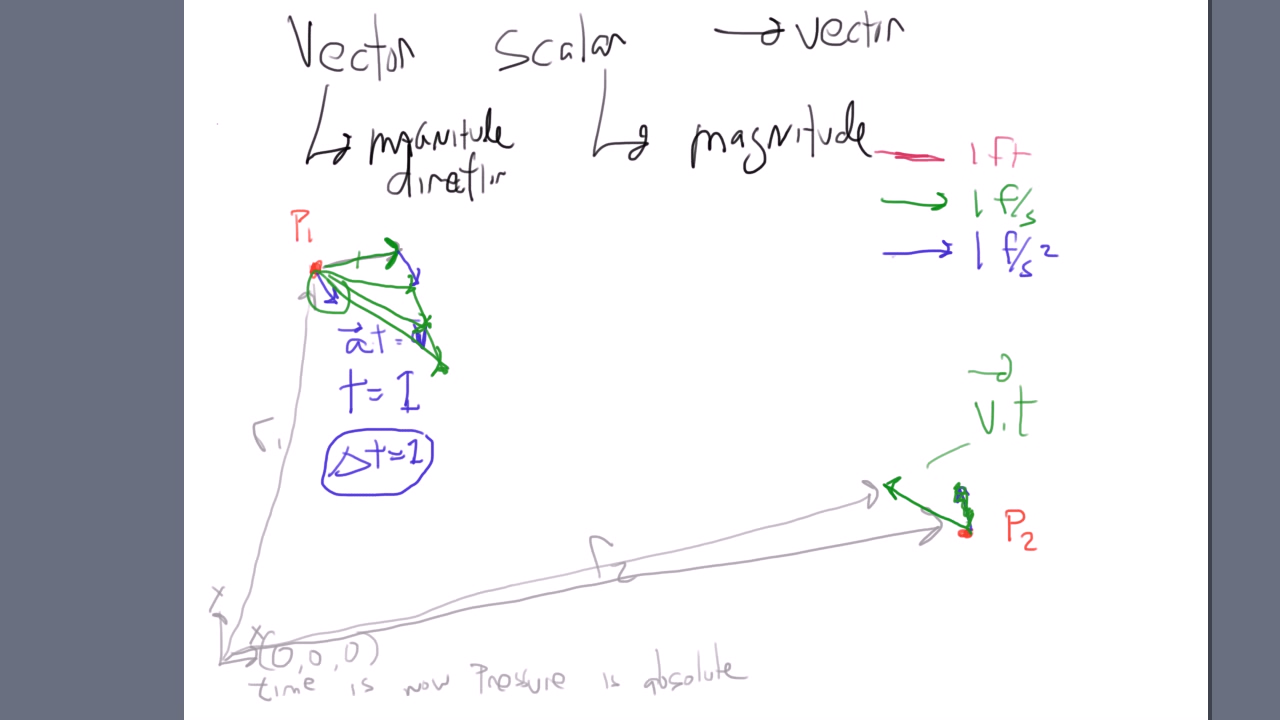 Vector Scalar → vector
↳ mganitude
direction
↳ magnitude
1 ft
1 f/s
1 f/s²
P₁
a⃗t =
t = 1
Δt = 1
r₁
v⃗.t
P₂
r₂
x
x
(0,0,0)
time is now Pressure is absolute